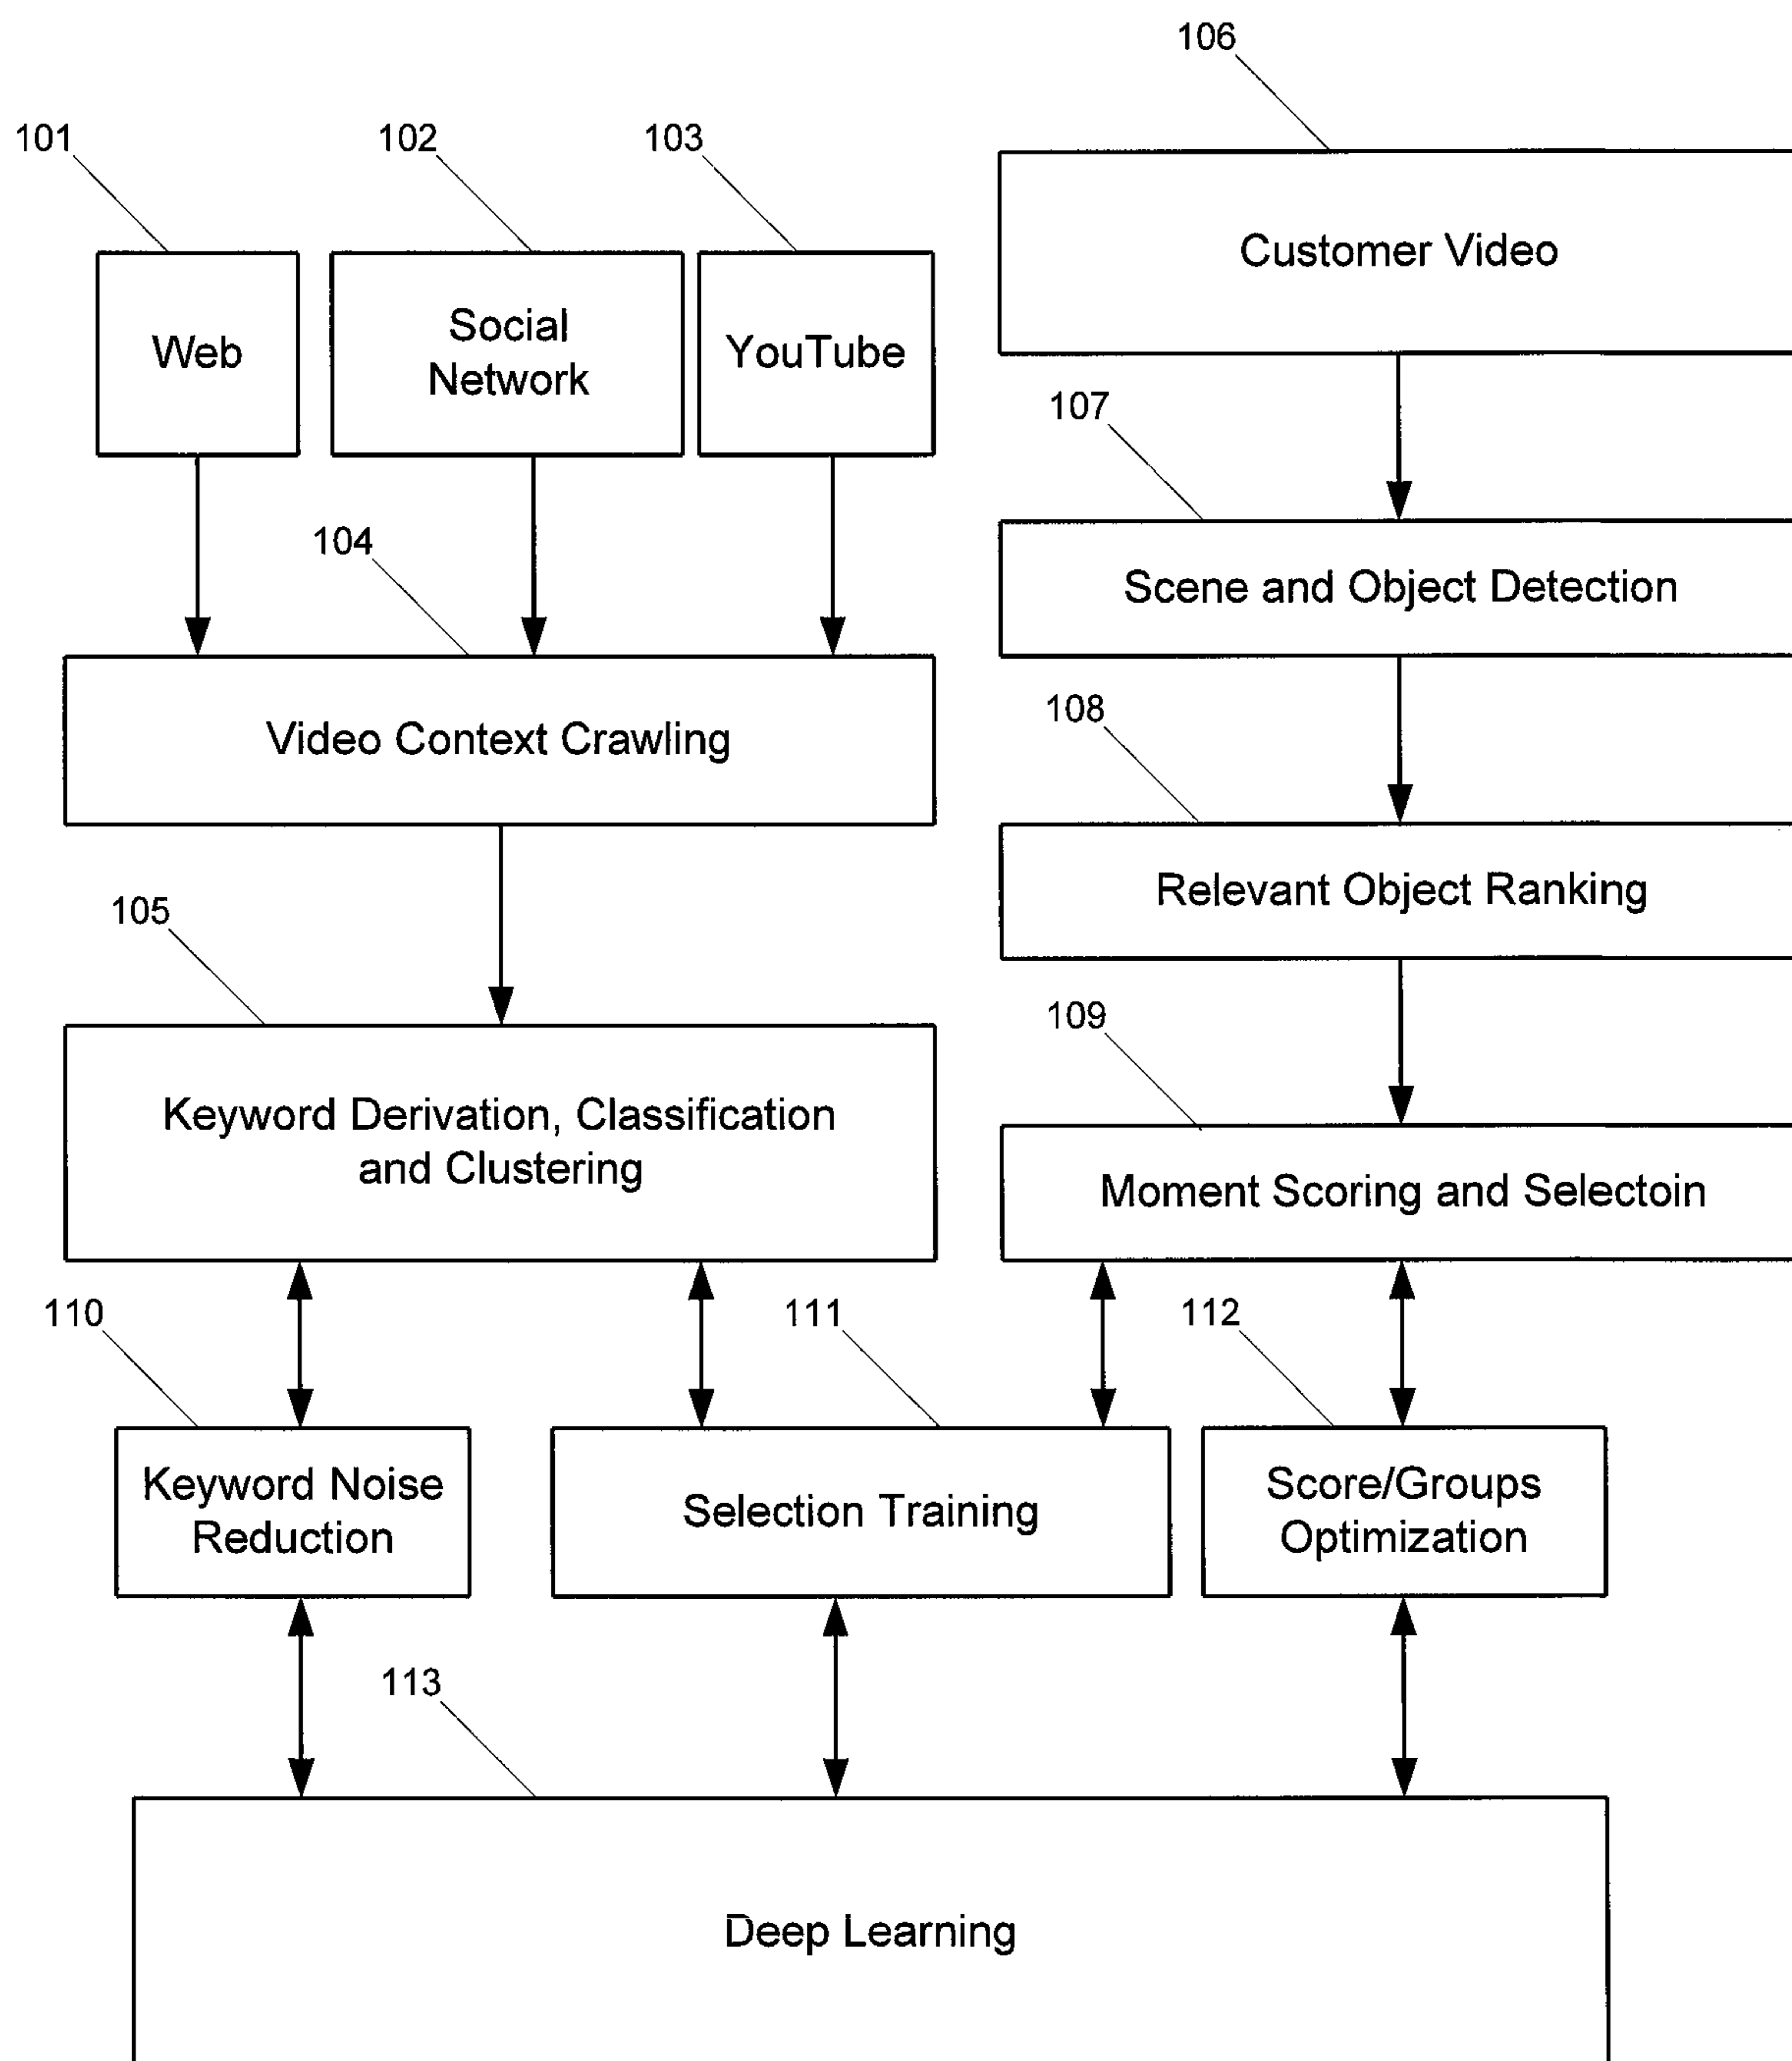 106
101
102
103
Customer Video
Web
Social
Network
YouTube
107
104
Scene and Object Detection
108
Video Context Crawling
105
Relevant Object Ranking
109
Keyword Derivation, Classification
and Clustering
Moment Scoring and Selectoin
110
111
112
Keyword Noise
Reduction
Selection Training
Score/Groups
Optimization
113
Deep Learning